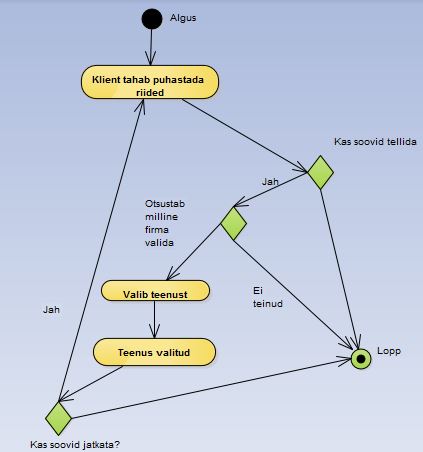 Algus
Klient tahab puhastada
riided
Kas soovid tellida
Jah
Otsustab
milline
firma
valida
Valib teenust
Ei
teinud
Jah
Teenus valitud
Lopp
Kas soovid jatkata?